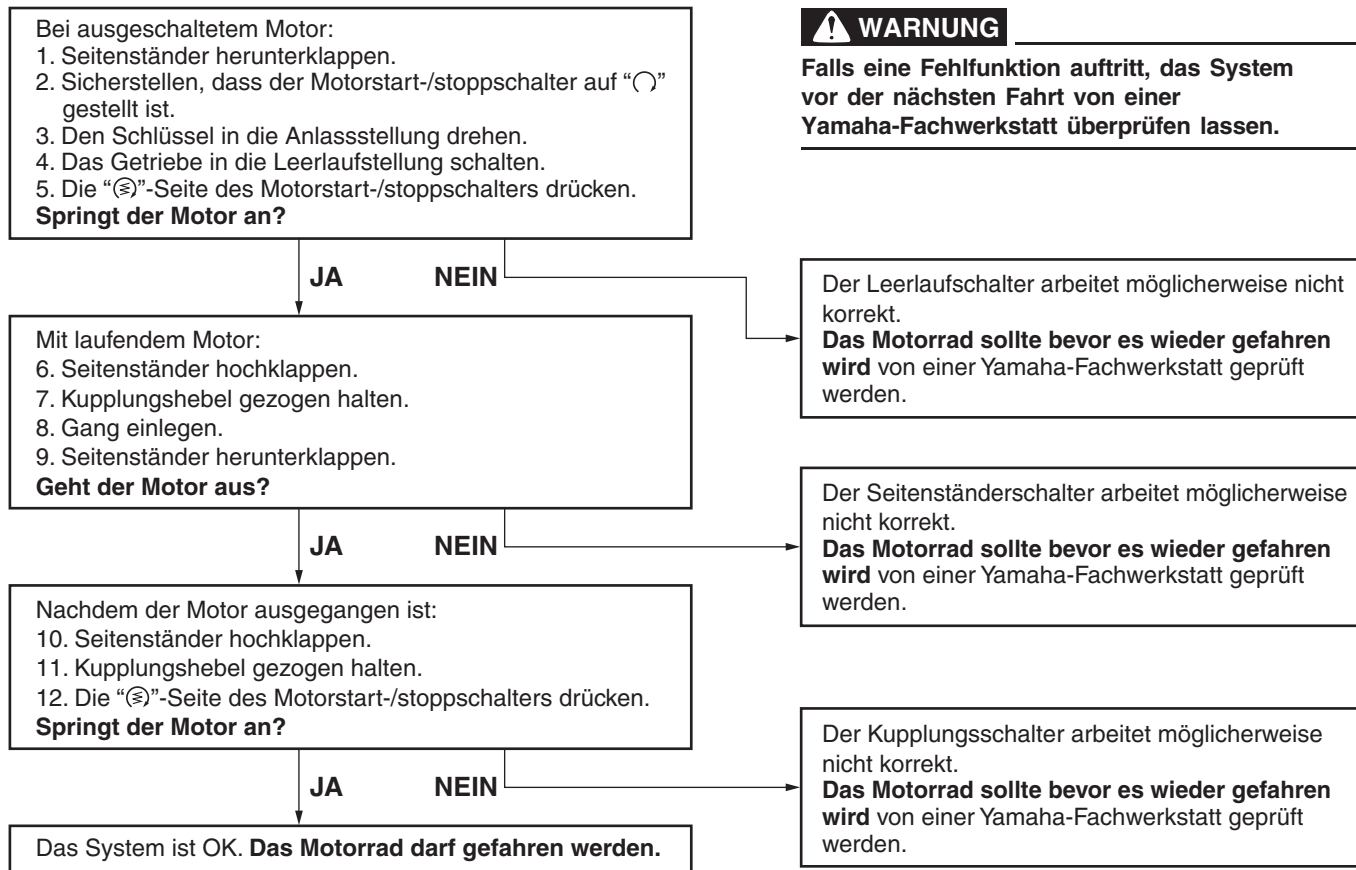 Bei ausgeschaltetem Motor:
1. Seitenständer herunterklappen.
2. Sicherstellen, dass der Motorstart-/stoppschalter auf “○”
gestellt ist.
3. Den Schlüssel in die Anlassstellung drehen.
4. Das Getriebe in die Leerlaufstellung schalten.
5. Die “”-Seite des Motorstart-/stoppschalters drücken.
Springt der Motor an?
WARNUNG
Falls eine Fehlfunktion auftritt, das System
vor der nächsten Fahrt von einer
Yamaha-Fachwerkstatt überprüfen lassen.
JA NEIN
Der Leerlaufschalter arbeitet möglicherweise nicht
korrekt.
Das Motorrad sollte bevor es wieder gefahren
wird von einer Yamaha-Fachwerkstatt geprüft
werden.
Mit laufendem Motor:
6. Seitenständer hochklappen.
7. Kupplungshebel gezogen halten.
8. Gang einlegen.
9. Seitenständer herunterklappen.
Geht der Motor aus?
JA NEIN
Der Seitenständerschalter arbeitet möglicherweise
nicht korrekt.
Das Motorrad sollte bevor es wieder gefahren
wird von einer Yamaha-Fachwerkstatt geprüft
werden.
Nachdem der Motor ausgegangen ist:
10. Seitenständer hochklappen.
11. Kupplungshebel gezogen halten.
12. Die “”-Seite des Motorstart-/stoppschalters drücken.
Springt der Motor an?
JA NEIN
Der Kupplungsschalter arbeitet möglicherweise
nicht korrekt.
Das Motorrad sollte bevor es wieder gefahren
wird von einer Yamaha-Fachwerkstatt geprüft
werden.
Das System ist OK. Das Motorrad darf gefahren werden.